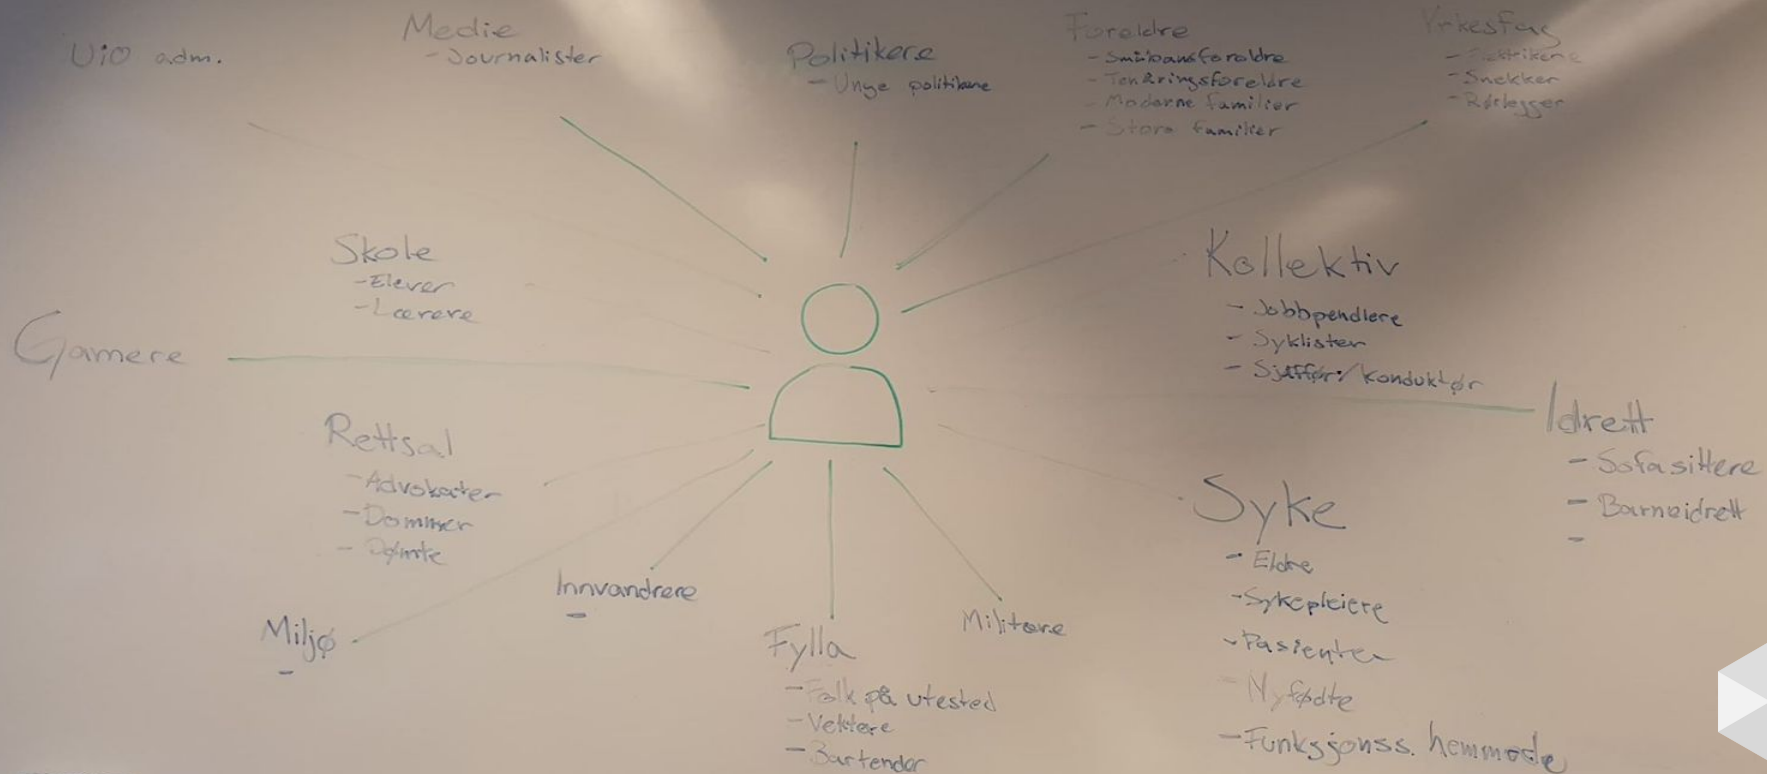 UiO adm.
Medie
- Journalister
Politikere
- Unge politikere
Foreldre
- Småbarnsforeldre
- Tenåringsforeldre
- Moderne familier
- Store familier
Yrkesfag
- Snekker
- Rørlegger
Skole
- Elever
- Lærere
Kollektiv
- Jobbpendlere
- Syklister
- Sjåfør / konduktør
Gamere
Idrett
- Sofasittere
- Barneidrett
-
Rettsal
- Advokater
- Dommer
- Dømte
Syke
- Eldre
- Sykepleiere
- Pasienter
- Nyfødte
- Funksjonss. hemmede
Innvandrere
-
Miljø
-
Fylla
- Folk på utested
- Vektere
- Bartender
Militære